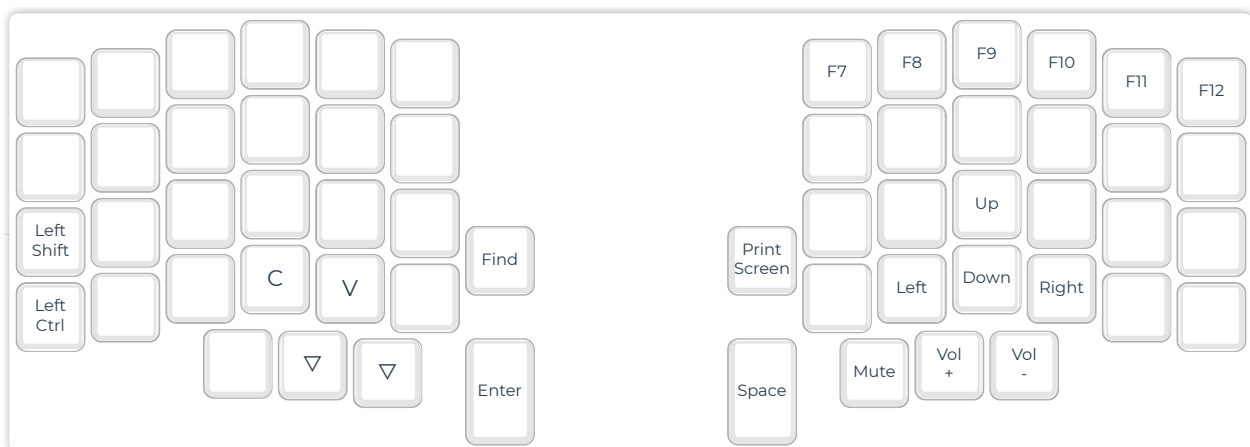 F7
F8
F9
F10
F11
F12
Left
Shift
Up
Find
Print
Screen
Left
Ctrl
C
V
Left
Down
Right
▽
▽
Enter
Space
Mute
Vol
+
Vol
-